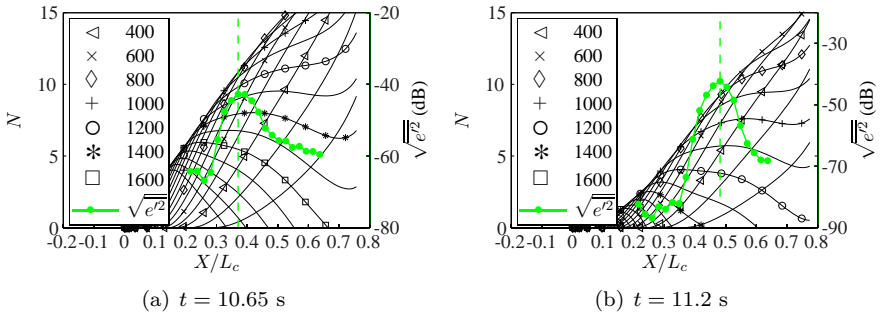 15
10
5
0
N
400
600
800
1000
1200
1400
1600
√e′²
-20
-40
-60
-80
√e′² (dB)
-0.2 -0.1 0 0.1 0.2 0.3 0.4 0.5 0.6 0.7 0.8
X/L_c
(a) t = 10.65 s
15
10
5
0
N
400
600
800
1000
1200
1400
1600
√e′²
-30
-50
-70
-90
√e′² (dB)
-0.2 -0.1 0 0.1 0.2 0.3 0.4 0.5 0.6 0.7 0.8
X/L_c
(b) t = 11.2 s